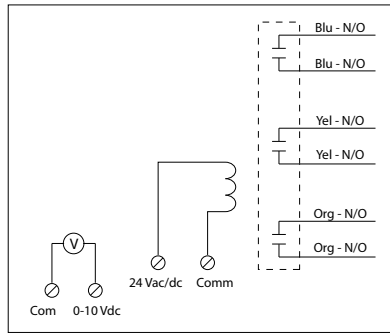 Blu - N/O
Blu - N/O
Yel - N/O
Yel - N/O
Org - N/O
Org - N/O
V
24 Vac/dc Comm
Com 0-10 Vdc